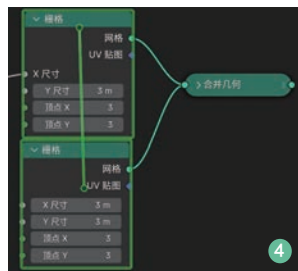 栅格
网格
UV 贴图
X 尺寸
Y 尺寸 3 m
顶点 X 3
顶点 Y 3
合并几何
栅格
网格
UV 贴图
X 尺寸 3 m
Y 尺寸 3 m
顶点 X 3
顶点 Y 3
4